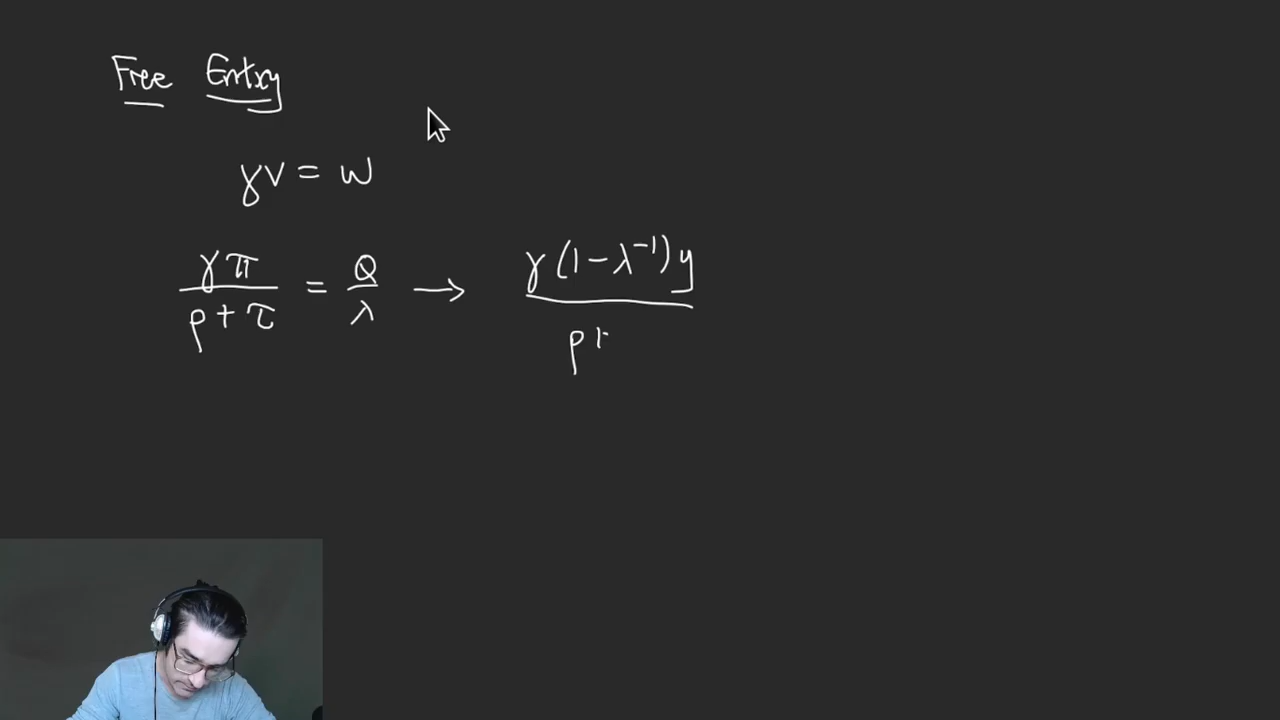 Free Entry
γv = w
γπ / (ρ + τ) = Q / λ → γ(1 − λ⁻¹)y / ρ +